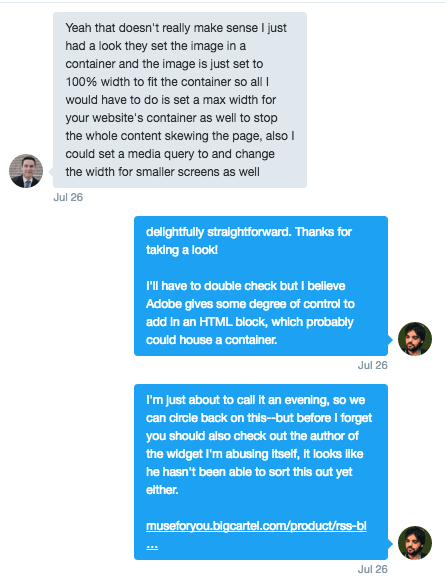 Yeah that doesn't really make sense I just
had a look they set the image in a
container and the image is just set to
100% width to fit the container so all I
would have to do is set a max width for
your website's container as well to stop
the whole content skewing the page, also I
could set a media query to and change
the width for smaller screens as well
Jul 26
delightfully straightforward. Thanks for
taking a look!
I'll have to double check but I believe
Adobe gives some degree of control to
add in an HTML block, which probably
could house a container.
Jul 26
I'm just about to call it an evening, so we
can circle back on this--but before I forget
you should also check out the author of
the widget I'm abusing itself, it looks like
he hasn't been able to sort this out yet
either.
museforyou.bigcartel.com/product/rss-bl
...
Jul 26